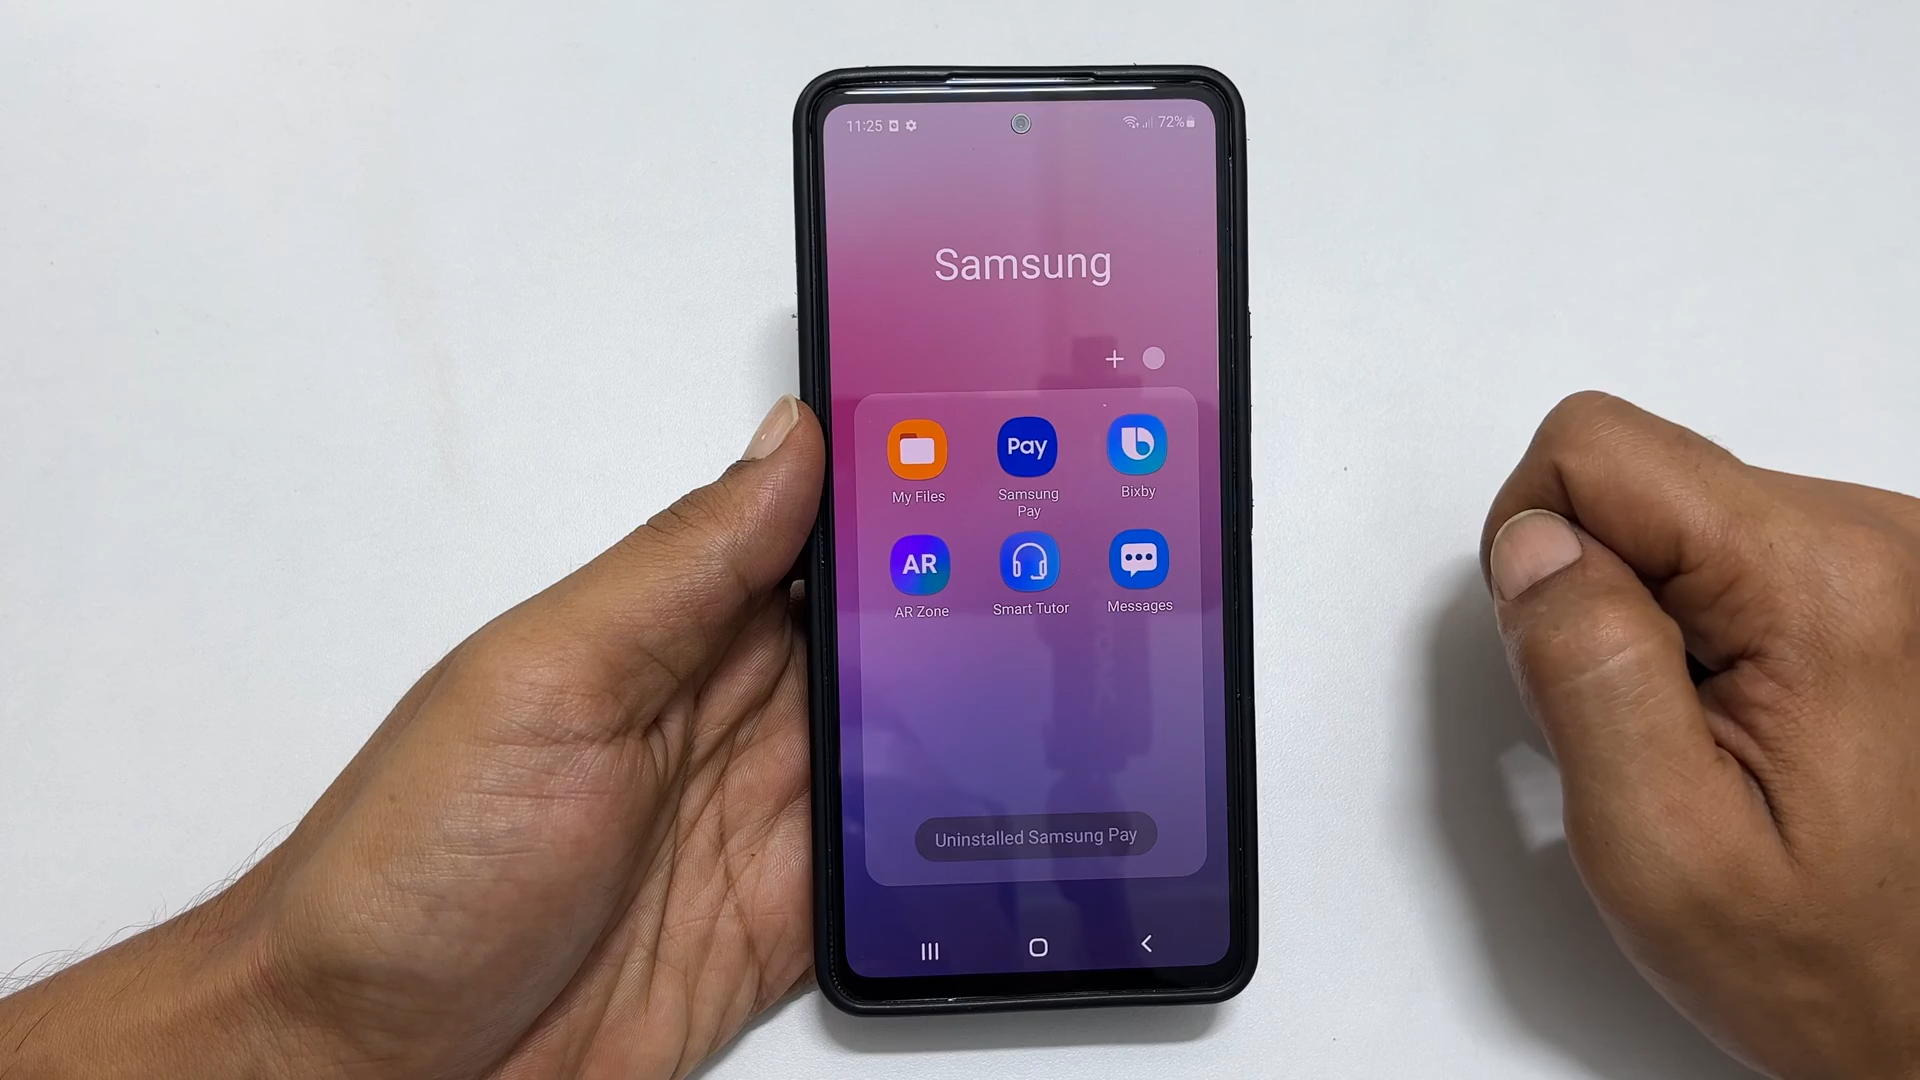 11:25
72%
Samsung
Pay
My Files
Samsung
Pay
Bixby
AR
AR Zone
Smart Tutor
Messages
Uninstalled Samsung Pay